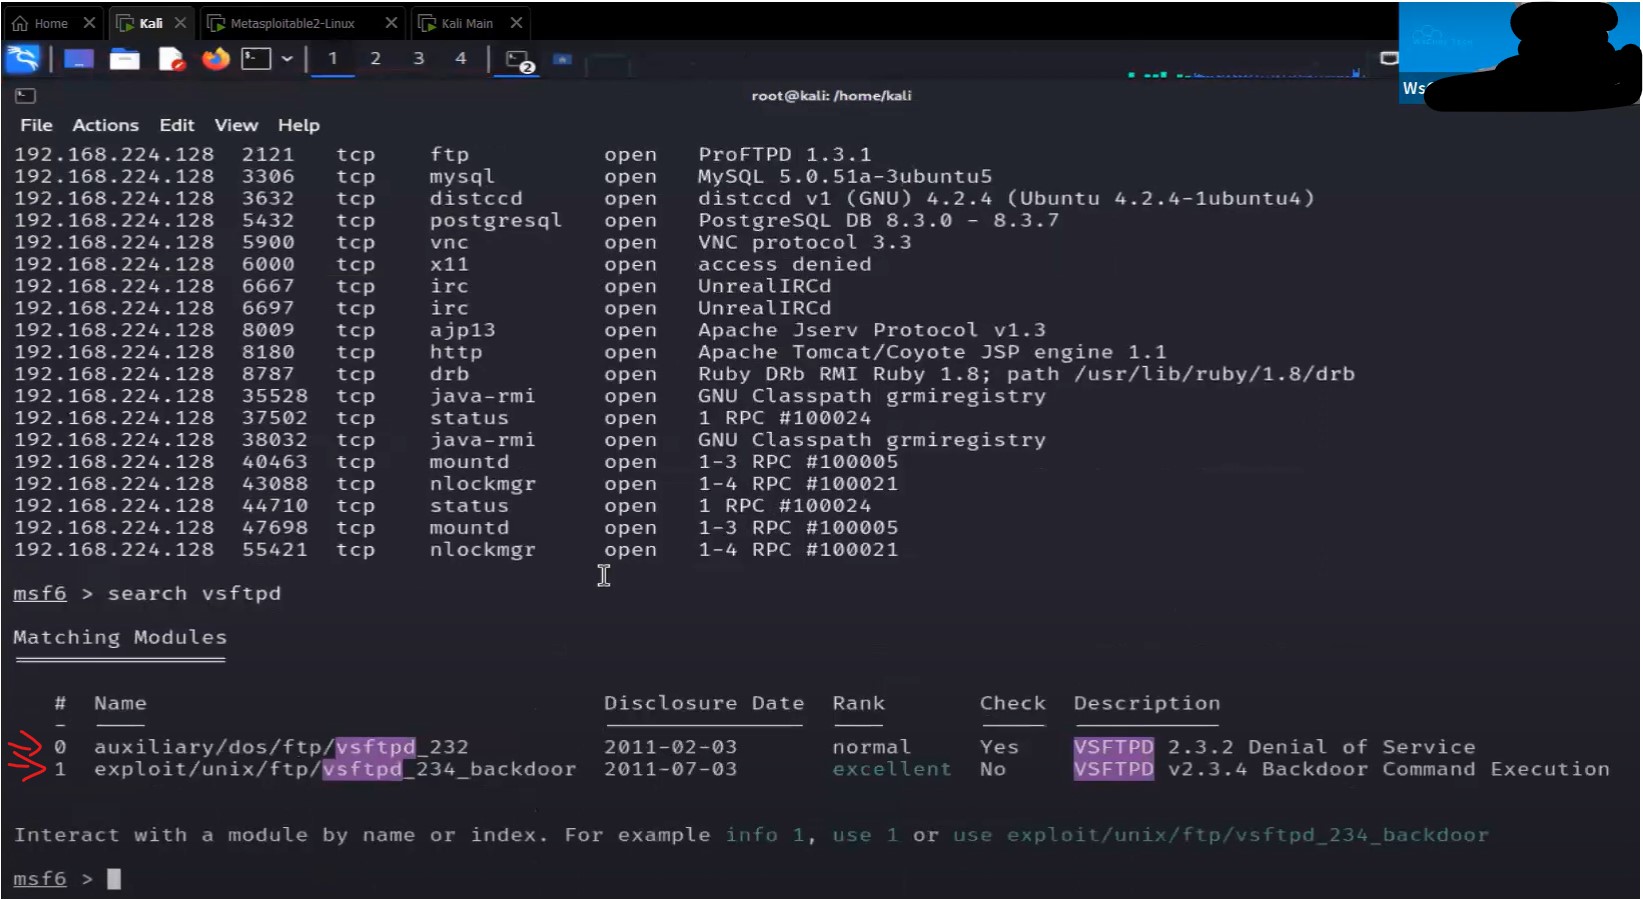 Home Kali Metasploitable2-Linux Kali Main
1 2 3 4 2
Ws
root@kali: /home/kali
File Actions Edit View Help
192.168.224.128 2121 tcp ftp open ProFTPD 1.3.1
192.168.224.128 3306 tcp mysql open MySQL 5.0.51a-3ubuntu5
192.168.224.128 3632 tcp distccd open distccd v1 (GNU) 4.2.4 (Ubuntu 4.2.4-1ubuntu4)
192.168.224.128 5432 tcp postgresql open PostgreSQL DB 8.3.0 - 8.3.7
192.168.224.128 5900 tcp vnc open VNC protocol 3.3
192.168.224.128 6000 tcp x11 open access denied
192.168.224.128 6667 tcp irc open UnrealIRCd
192.168.224.128 6697 tcp irc open UnrealIRCd
192.168.224.128 8009 tcp ajp13 open Apache Jserv Protocol v1.3
192.168.224.128 8180 tcp http open Apache Tomcat/Coyote JSP engine 1.1
192.168.224.128 8787 tcp drb open Ruby DRb RMI Ruby 1.8; path /usr/lib/ruby/1.8/drb
192.168.224.128 35528 tcp java-rmi open GNU Classpath grmiregistry
192.168.224.128 37502 tcp status open 1 RPC #100024
192.168.224.128 38032 tcp java-rmi open GNU Classpath grmiregistry
192.168.224.128 40463 tcp mountd open 1-3 RPC #100005
192.168.224.128 43088 tcp nlockmgr open 1-4 RPC #100021
192.168.224.128 44710 tcp status open 1 RPC #100024
192.168.224.128 47698 tcp mountd open 1-3 RPC #100005
192.168.224.128 55421 tcp nlockmgr open 1-4 RPC #100021
msf6 > search vsftpd
Matching Modules
# Name Disclosure Date Rank Check Description
0 auxiliary/dos/ftp/vsftpd_232 2011-02-03 normal Yes VSFTPD 2.3.2 Denial of Service
1 exploit/unix/ftp/vsftpd_234_backdoor 2011-07-03 excellent No VSFTPD v2.3.4 Backdoor Command Execution
Interact with a module by name or index. For example info 1, use 1 or use exploit/unix/ftp/vsftpd_234_backdoor
msf6 >